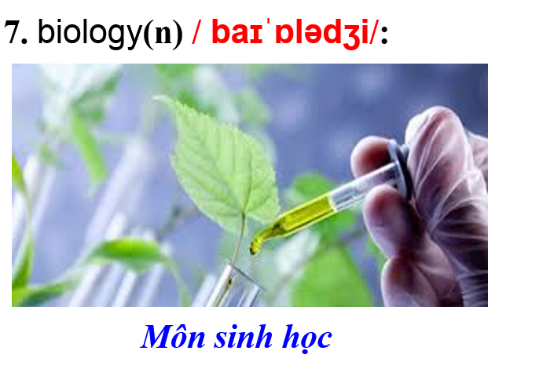 7. biology(n) / baɪˈɒlədʒi/:
Môn sinh học